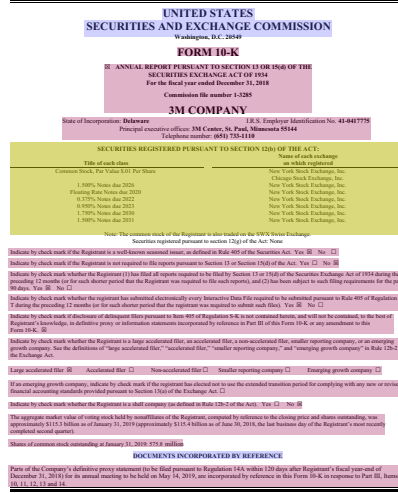 UNITED STATES
SECURITIES AND EXCHANGE COMMISSION
Washington, D.C. 20549
FORM 10-K
☒ ANNUAL REPORT PURSUANT TO SECTION 13 OR 15(d) OF THE
SECURITIES EXCHANGE ACT OF 1934
For the fiscal year ended December 31, 2018
Commission file number 1-3285
3M COMPANY
State of Incorporation: Delaware I.R.S. Employer Identification No. 41-0417775
Principal executive offices: 3M Center, St. Paul, Minnesota 55144
Telephone number: (651) 733-1110
SECURITIES REGISTERED PURSUANT TO SECTION 12(b) OF THE ACT:
Name of each exchange
Title of each class on which registered
Common Stock, Par Value $.01 Per Share New York Stock Exchange, Inc.
Chicago Stock Exchange, Inc.
1.500% Notes due 2026 New York Stock Exchange, Inc.
Floating Rate Notes due 2020 New York Stock Exchange, Inc.
0.375% Notes due 2022 New York Stock Exchange, Inc.
0.950% Notes due 2023 New York Stock Exchange, Inc.
1.750% Notes due 2030 New York Stock Exchange, Inc.
1.500% Notes due 2031 New York Stock Exchange, Inc.
Note: The common stock of the Registrant is also traded on the SWX Swiss Exchange.
Securities registered pursuant to section 12(g) of the Act: None
Indicate by check mark if the Registrant is a well-known seasoned issuer, as defined in Rule 405 of the Securities Act. Yes ☒ No ☐
Indicate by check mark if the Registrant is not required to file reports pursuant to Section 13 or Section 15(d) of the Act. Yes ☐ No ☒
Indicate by check mark whether the Registrant (1) has filed all reports required to be filed by Section 13 or 15(d) of the Securities Exchange Act of 1934 during the
preceding 12 months (or for such shorter period that the Registrant was required to file such reports), and (2) has been subject to such filing requirements for the pa
90 days. Yes ☒ No ☐
Indicate by check mark whether the registrant has submitted electronically every Interactive Data File required to be submitted pursuant to Rule 405 of Regulation
T during the preceding 12 months (or for such shorter period that the registrant was required to submit such files). Yes ☒ No ☐
Indicate by check mark if disclosure of delinquent filers pursuant to Item 405 of Regulation S-K is not contained herein, and will not be contained, to the best of
Registrant's knowledge, in definitive proxy or information statements incorporated by reference in Part III of this Form 10-K or any amendment to this
Form 10-K. ☒
Indicate by check mark whether the Registrant is a large accelerated filer, an accelerated filer, a non-accelerated filer, smaller reporting company, or an emerging
growth company. See the definitions of "large accelerated filer," "accelerated filer," "smaller reporting company," and "emerging growth company" in Rule 12b-2
the Exchange Act.
Large accelerated filer ☒ Accelerated filer ☐ Non-accelerated filer ☐ Smaller reporting company ☐ Emerging growth company ☐
If an emerging growth company, indicate by check mark if the registrant has elected not to use the extended transition period for complying with any new or revise
financial accounting standards provided pursuant to Section 13(a) of the Exchange Act. ☐
Indicate by check mark whether the Registrant is a shell company (as defined in Rule 12b-2 of the Act). Yes ☐ No ☒
The aggregate market value of voting stock held by nonaffiliates of the Registrant, computed by reference to the closing price and shares outstanding, was
approximately $115.3 billion as of January 31, 2019 (approximately $115.4 billion as of June 30, 2018, the last business day of the Registrant's most recently
completed second quarter).
Shares of common stock outstanding at January 31, 2019: 575.8 million
DOCUMENTS INCORPORATED BY REFERENCE
Parts of the Company's definitive proxy statement (to be filed pursuant to Regulation 14A within 120 days after Registrant's fiscal year-end of
December 31, 2018) for its annual meeting to be held on May 14, 2019, are incorporated by reference in this Form 10-K in response to Part III, Items
10, 11, 12, 13 and 14.